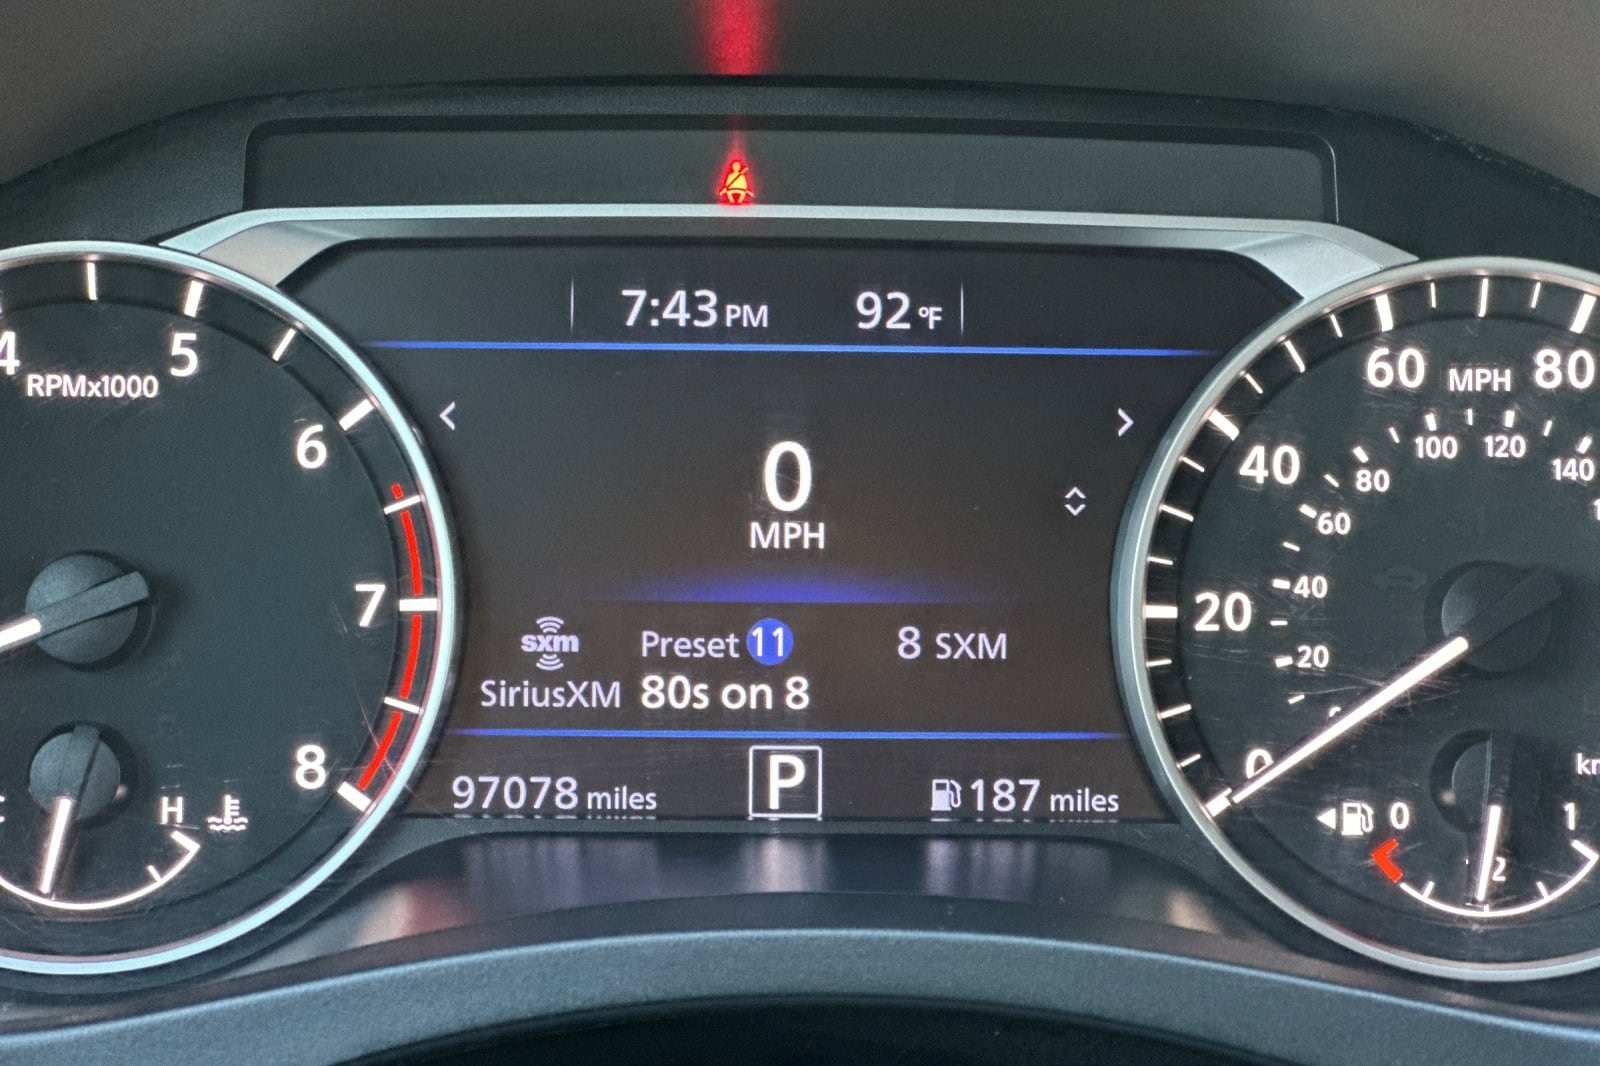 7:43 PM 92 °F
4 5 6 7 8
RPMx1000
0
MPH
sxm
SiriusXM
Preset 11 8 SXM
80s on 8
97078 miles P 187 miles
H
0 20 40 60 80
MPH
20 40 60 80 100 120 140
0 1